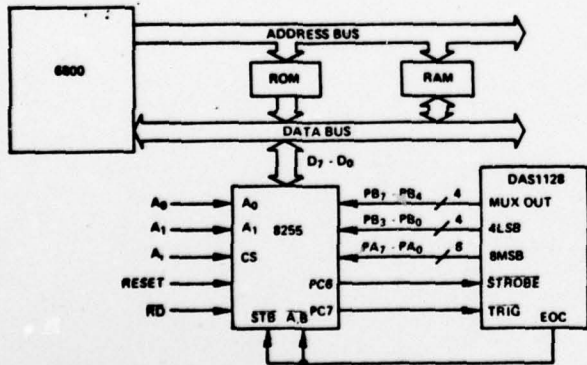 6800
ADDRESS BUS
ROM
RAM
DATA BUS
D7 - D0
DAS1128
A0
A0
PB7 - PB4
4
MUX OUT
A1
A1
8255
PB3 - PB0
4
4LSB
Ai
CS
PA7 - PA0
8
8MSB
RESET
PC6
STROBE
RD
PC7
TRIG
STB A,B
EOC